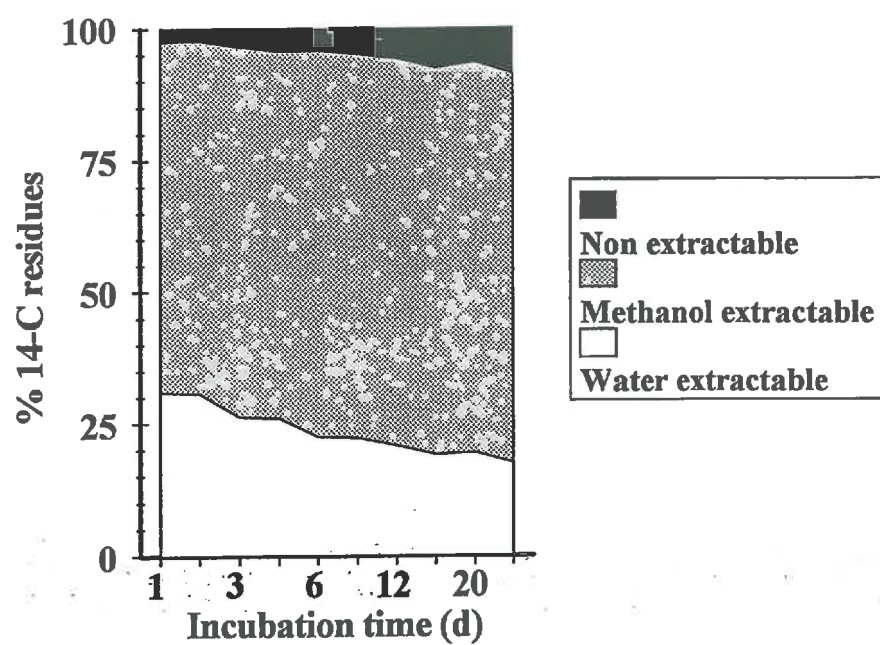 100
75
50
25
0
% 14-C residues
1 3 6 12 20
Incubation time (d)
Non extractable
Methanol extractable
Water extractable